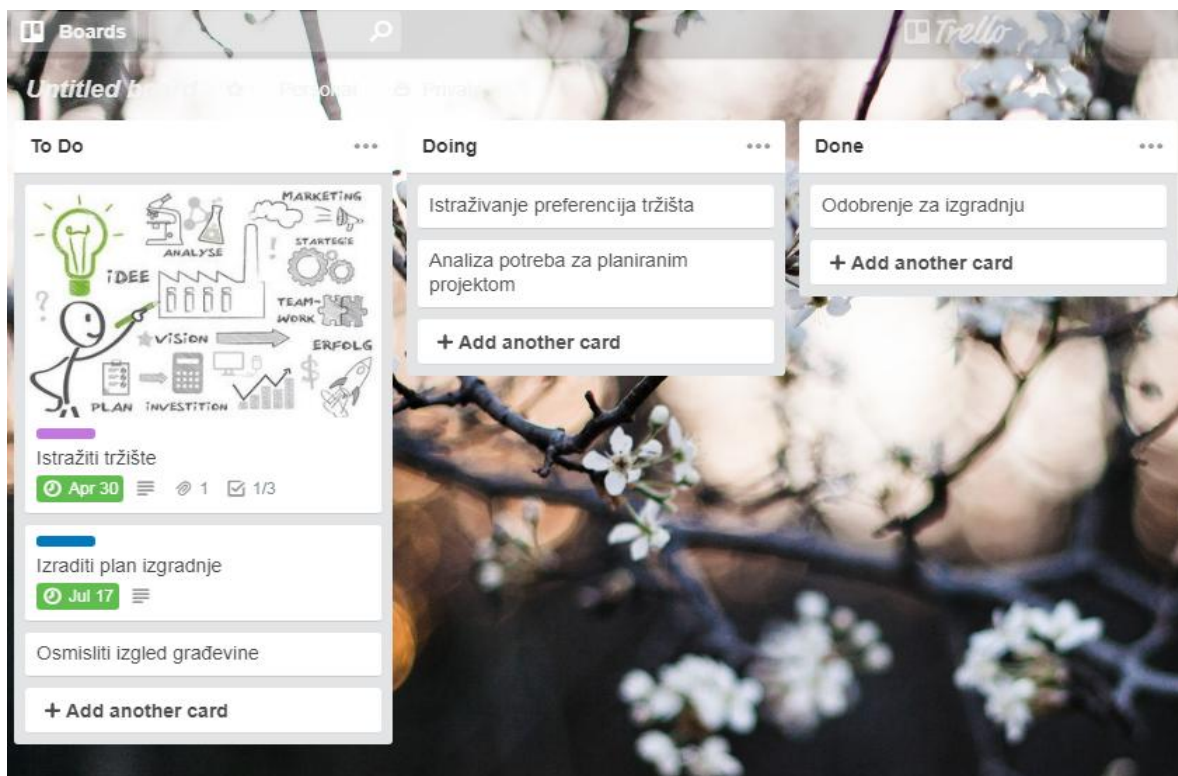 Boards
Trello
Untitled board
Personal
Private
To Do
MARKETING
ANALYSE
STARTEGIE
IDEE
TEAM-
WORK
VISION
ERFOLG
PLAN INVESTITION
Istražiti tržište
Apr 30 1 1/3
Izraditi plan izgradnje
Jul 17
Osmisliti izgled građevine
+ Add another card
Doing
Istraživanje preferencija tržišta
Analiza potreba za planiranim
projektom
+ Add another card
Done
Odobrenje za izgradnju
+ Add another card